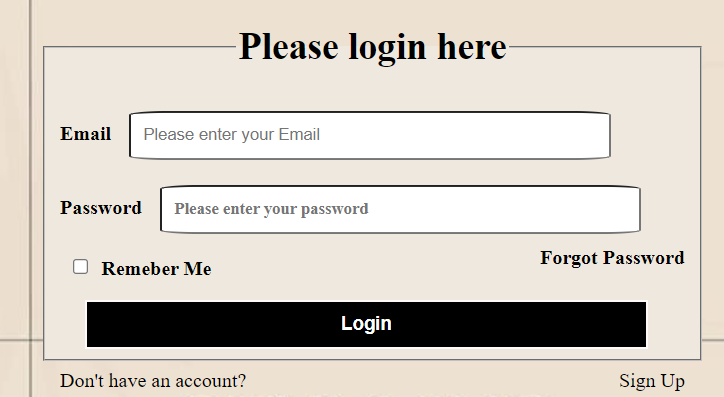 Please login here
Email Please enter your Email
Password Please enter your password
Remeber Me Forgot Password
Login
Don't have an account? Sign Up